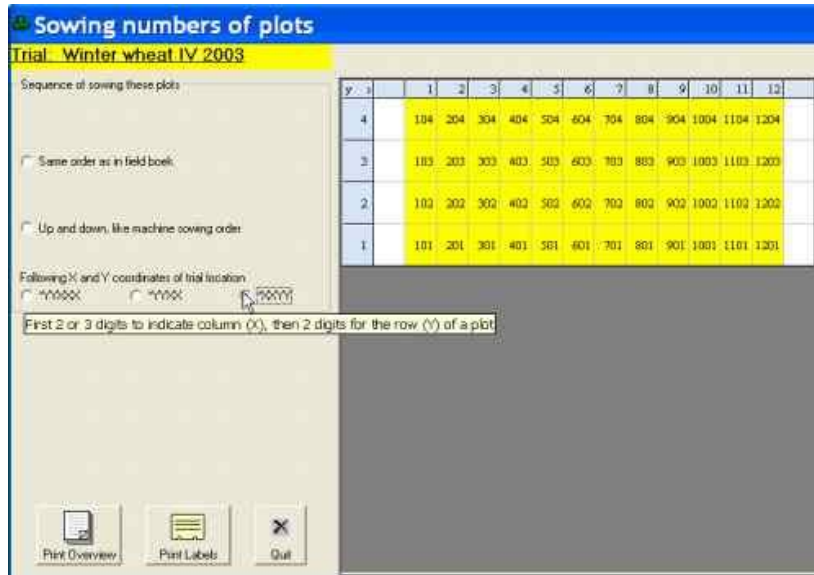 Sowing numbers of plots
Trial: Winter wheat IV 2003
Sequence of sowing these plots
Same order as in field book
Up and down, like machine sowing order
Following X and Y coordinates of trial location
YYXXX YYXX XXYY
First 2 or 3 digits to indicate column (X), then 2 digits for the row (Y) of a plot
Print Overview Print Labels Quit
y x 1 2 3 4 5 6 7 8 9 10 11 12
4 104 204 304 404 504 604 704 804 904 1004 1104 1204
3 103 203 303 403 503 603 703 803 903 1003 1103 1203
2 102 202 302 402 502 602 702 802 902 1002 1102 1202
1 101 201 301 401 501 601 701 801 901 1001 1101 1201